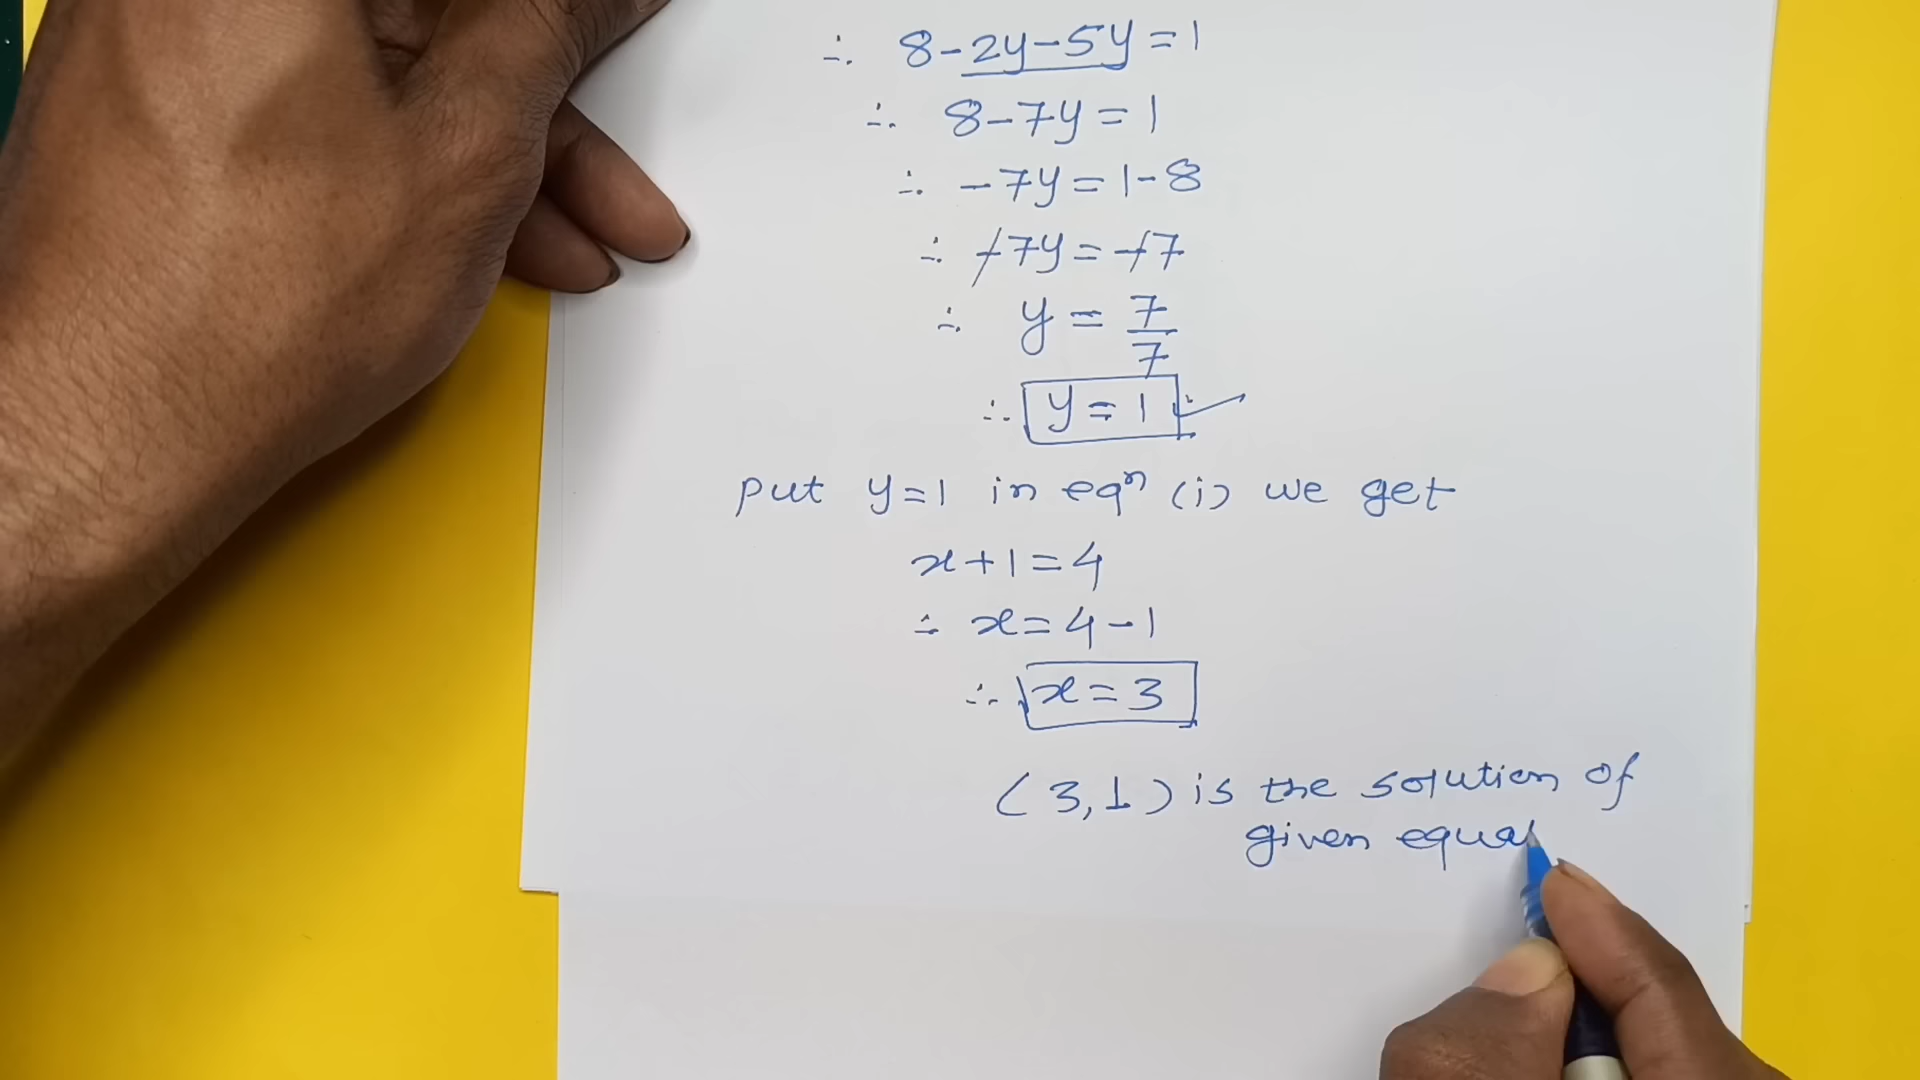 ∴ 8-2y-5y=1
∴ 8-7y=1
∴ -7y=1-8
∴ -7y=-7
∴ y=7/7
∴ y=1
put y=1 in eqⁿ (i) we get
x+1=4
∴ x=4-1
∴ x=3
(3,1) is the solution of
given equa